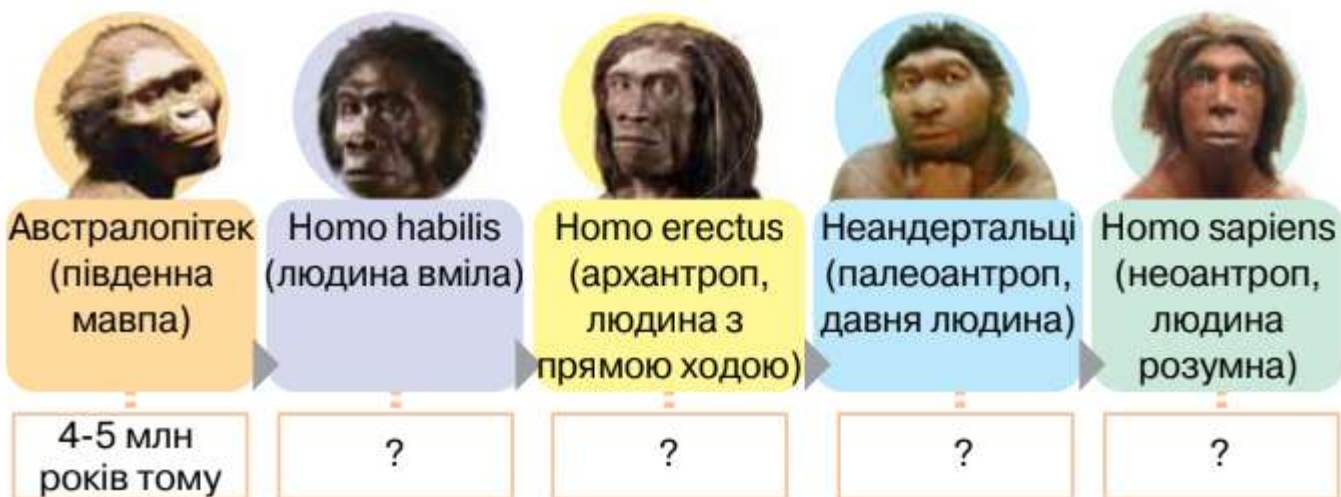 Австралопітек
(південна
мавпа)
Homo habilis
(людина вміла)
Homo erectus
(архантроп,
людина з
прямою ходою)
Неандертальці
(палеоантроп,
давня людина)
Homo sapiens
(неоантроп,
людина
розумна)
4-5 млн
років тому
?
?
?
?